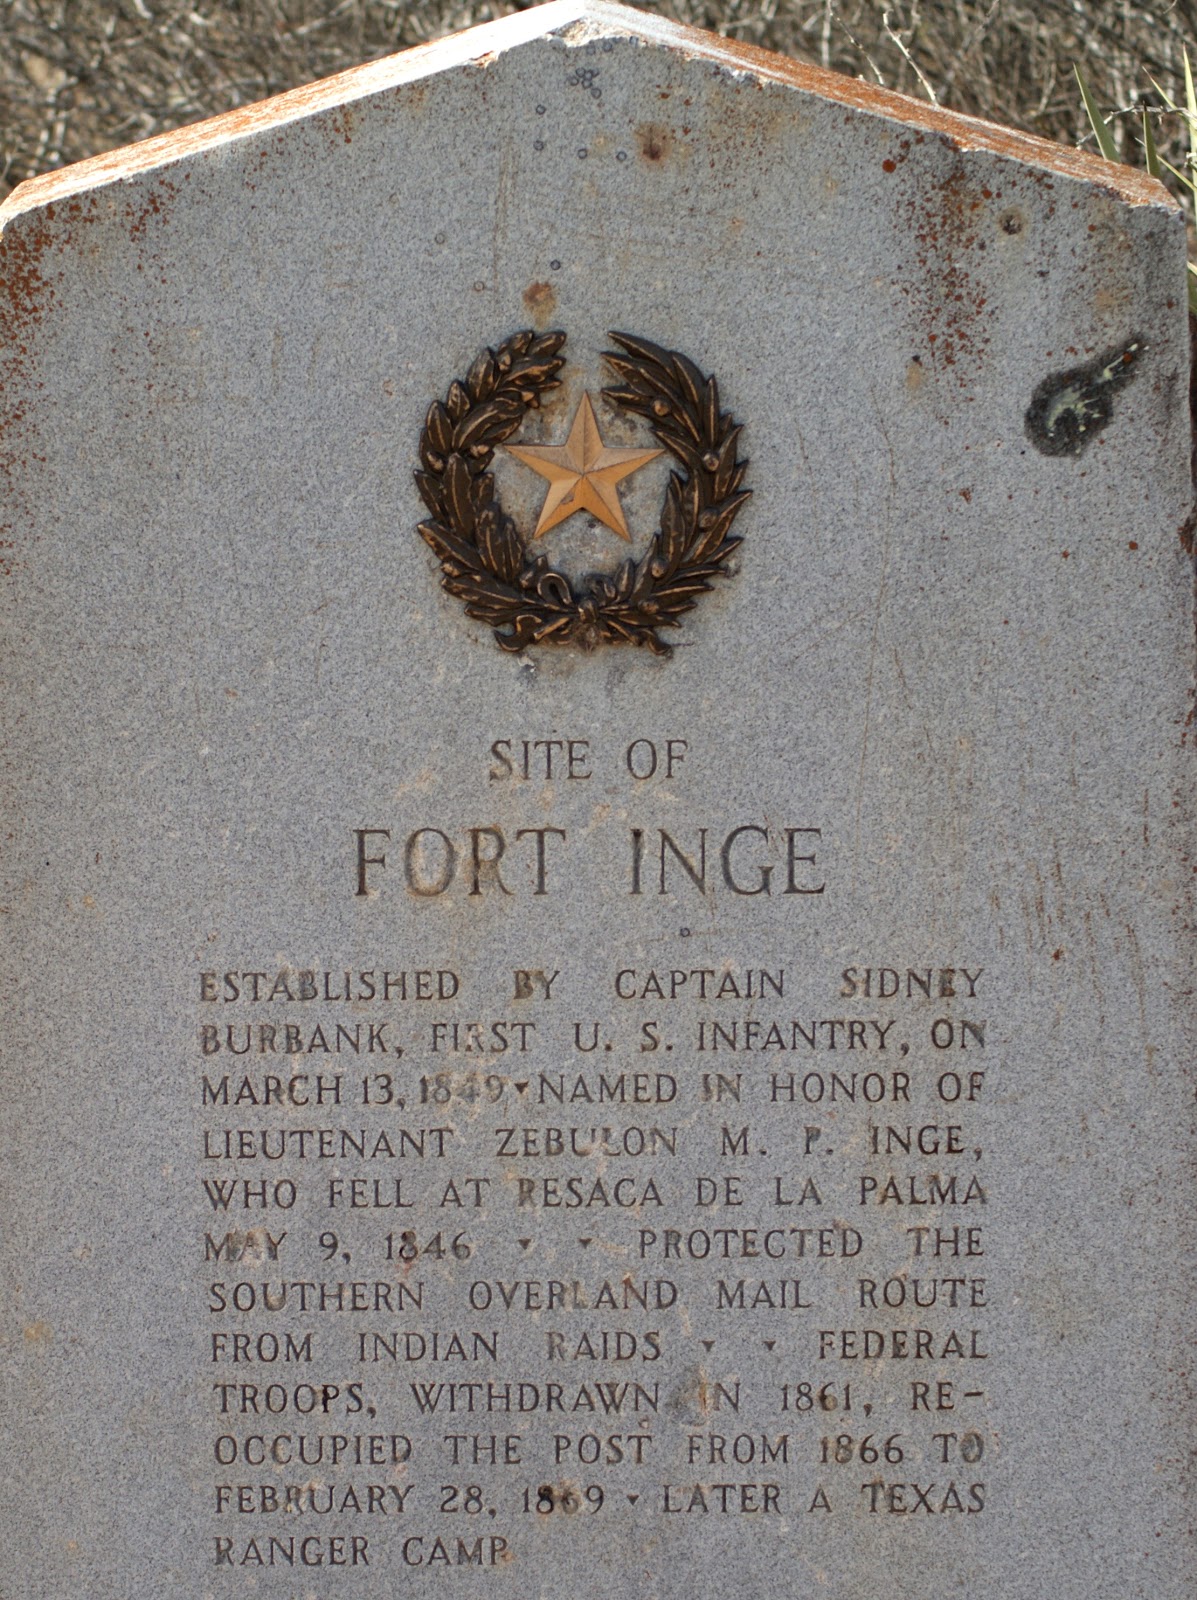 SITE OF
FORT INGE
ESTABLISHED BY CAPTAIN SIDNEY
BURBANK, FIRST U. S. INFANTRY, ON
MARCH 13, 1849 ▾ NAMED IN HONOR OF
LIEUTENANT ZEBULON M. P. INGE,
WHO FELL AT RESACA DE LA PALMA
MAY 9, 1846 ▾ ▾ PROTECTED THE
SOUTHERN OVERLAND MAIL ROUTE
FROM INDIAN RAIDS ▾ ▾ FEDERAL
TROOPS, WITHDRAWN IN 1861, RE-
OCCUPIED THE POST FROM 1866 TO
FEBRUARY 28, 1869 ▾ LATER A TEXAS
RANGER CAMP